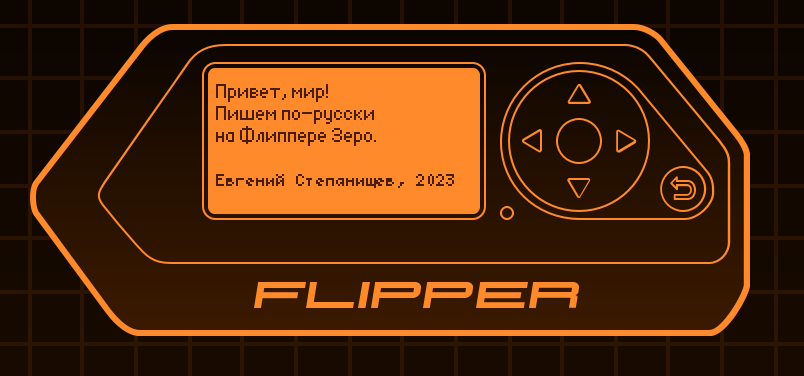 Привет, мир!
Пишем по-русски
на Флиппере Зеро.
Евгений Степанищев, 2023
FLIPPER